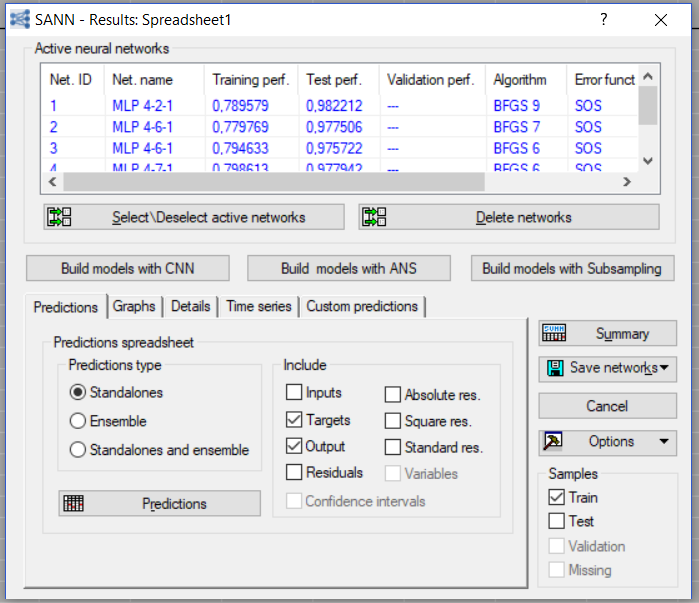 SANN - Results: Spreadsheet1 ?
Active neural networks
Net. ID Net. name Training perf. Test perf. Validation perf. Algorithm Error funct
1 MLP 4-2-1 0,789579 0,982212 --- BFGS 9 SOS
2 MLP 4-6-1 0,779769 0,977506 --- BFGS 7 SOS
3 MLP 4-6-1 0,794633 0,975722 --- BFGS 6 SOS
4 MLP 4-7-1 0,798613 0,977942 --- BFGS 6 SOS
Select\Deselect active networks Delete networks
Build models with CNN Build models with ANS Build models with Subsampling
Predictions Graphs Details Time series Custom predictions
Predictions spreadsheet
Predictions type
Standalones
Ensemble
Standalones and ensemble
Predictions
Include
Inputs Absolute res.
Targets Square res.
Output Standard res.
Residuals Variables
Confidence intervals
Summary
Save networks
Cancel
Options
Samples
Train
Test
Validation
Missing